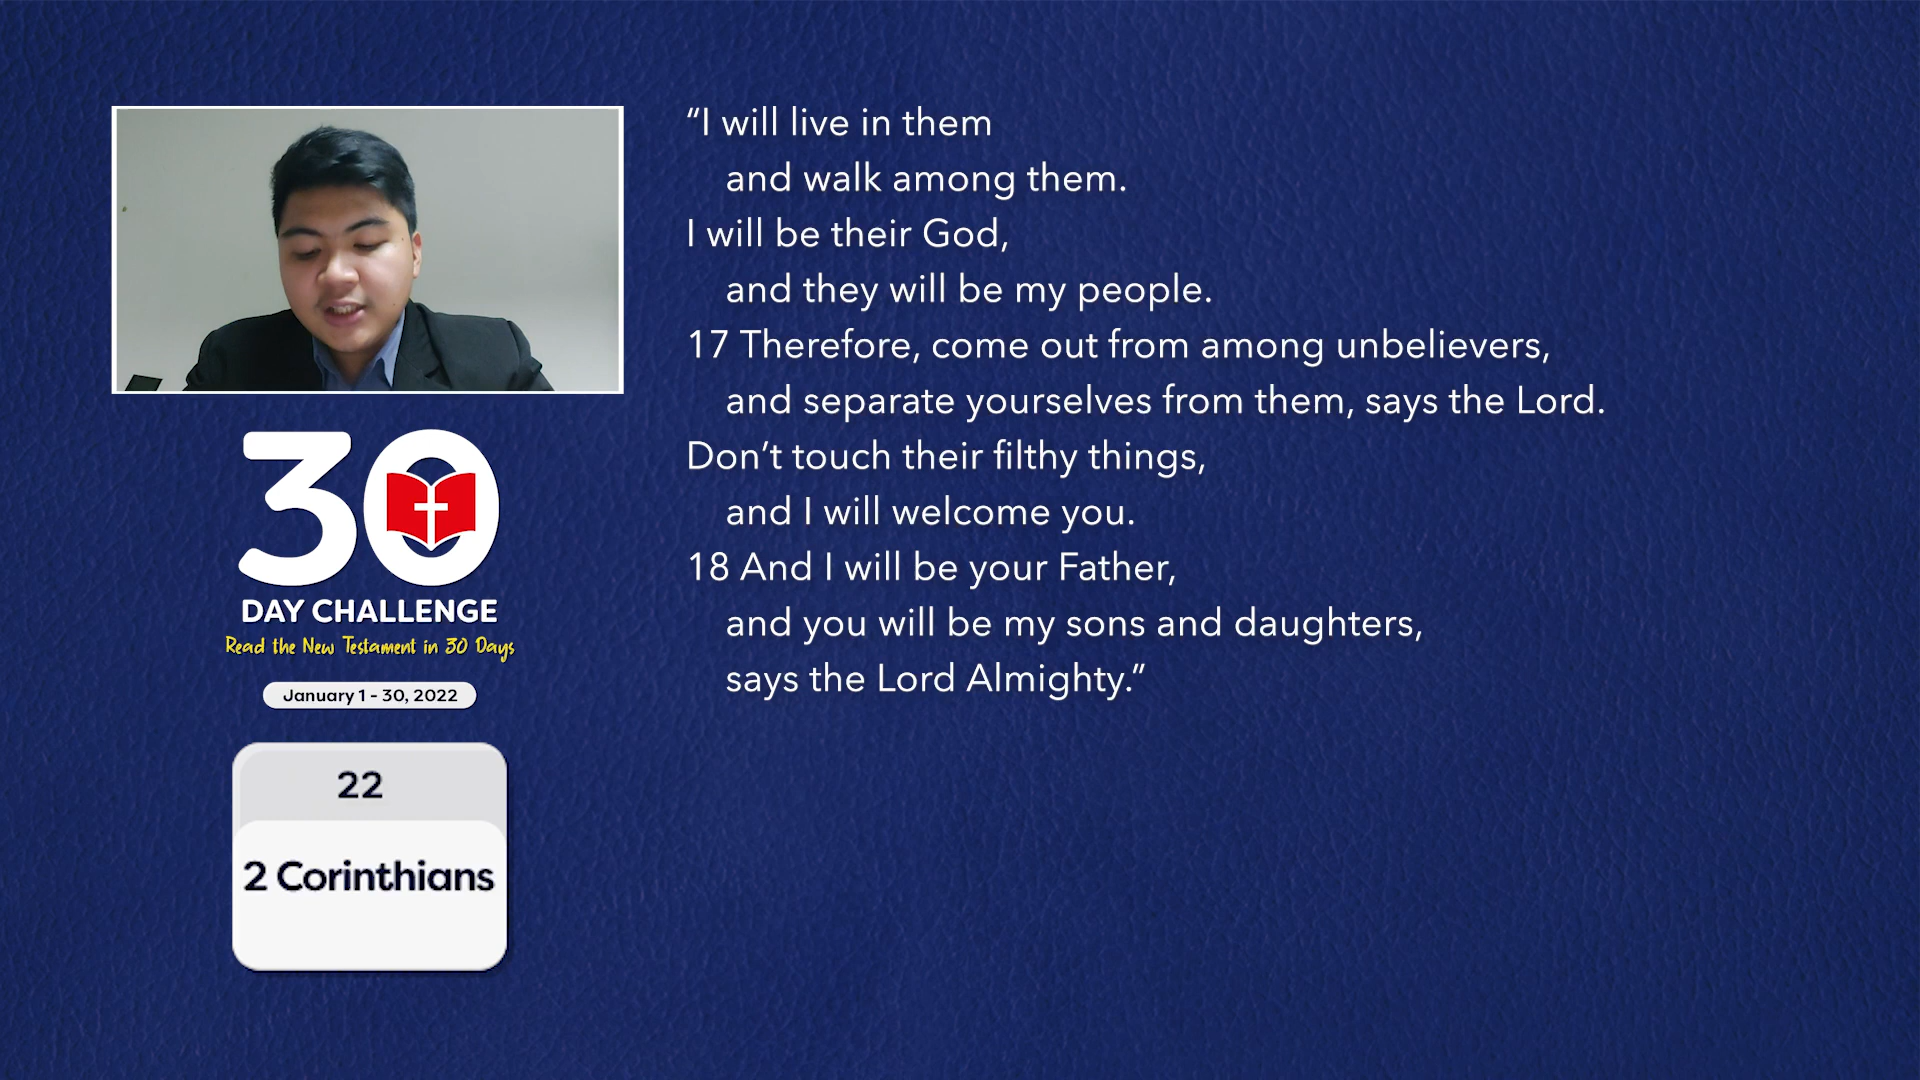 “I will live in them
and walk among them.
I will be their God,
and they will be my people.
17 Therefore, come out from among unbelievers,
and separate yourselves from them, says the Lord.
Don’t touch their filthy things,
and I will welcome you.
18 And I will be your Father,
and you will be my sons and daughters,
says the Lord Almighty.”
30
DAY CHALLENGE
Read the New Testament in 30 Days
January 1 - 30, 2022
22
2 Corinthians